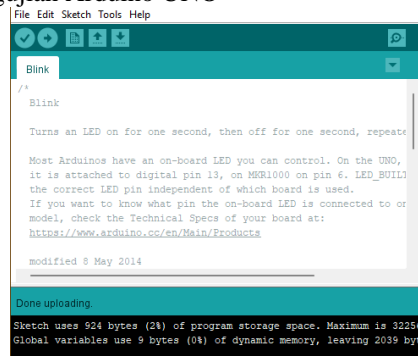 Arduino UNO
File Edit Sketch Tools Help
Blink
/*
Blink
Turns an LED on for one second, then off for one second, repeate
Most Arduinos have an on-board LED you can control. On the UNO,
it is attached to digital pin 13, on MKR1000 on pin 6. LED_BUILT
the correct LED pin independent of which board is used.
If you want to know what pin the on-board LED is connected to on
model, check the Technical Specs of your board at:
https://www.arduino.cc/en/Main/Products
modified 8 May 2014
Done uploading.
Sketch uses 924 bytes (2%) of program storage space. Maximum is 3225
Global variables use 9 bytes (0%) of dynamic memory, leaving 2039 by